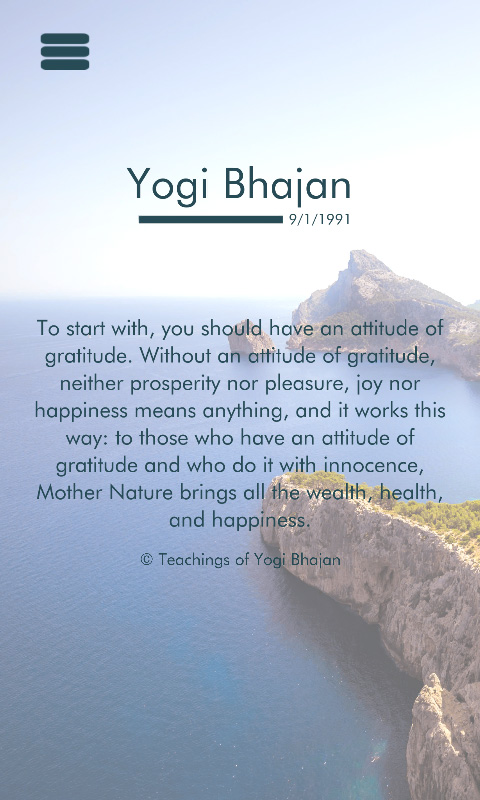 Yogi Bhajan
9/1/1991
To start with, you should have an attitude of
gratitude. Without an attitude of gratitude,
neither prosperity nor pleasure, joy nor
happiness means anything, and it works this
way: to those who have an attitude of
gratitude and who do it with innocence,
Mother Nature brings all the wealth, health,
and happiness.
© Teachings of Yogi Bhajan